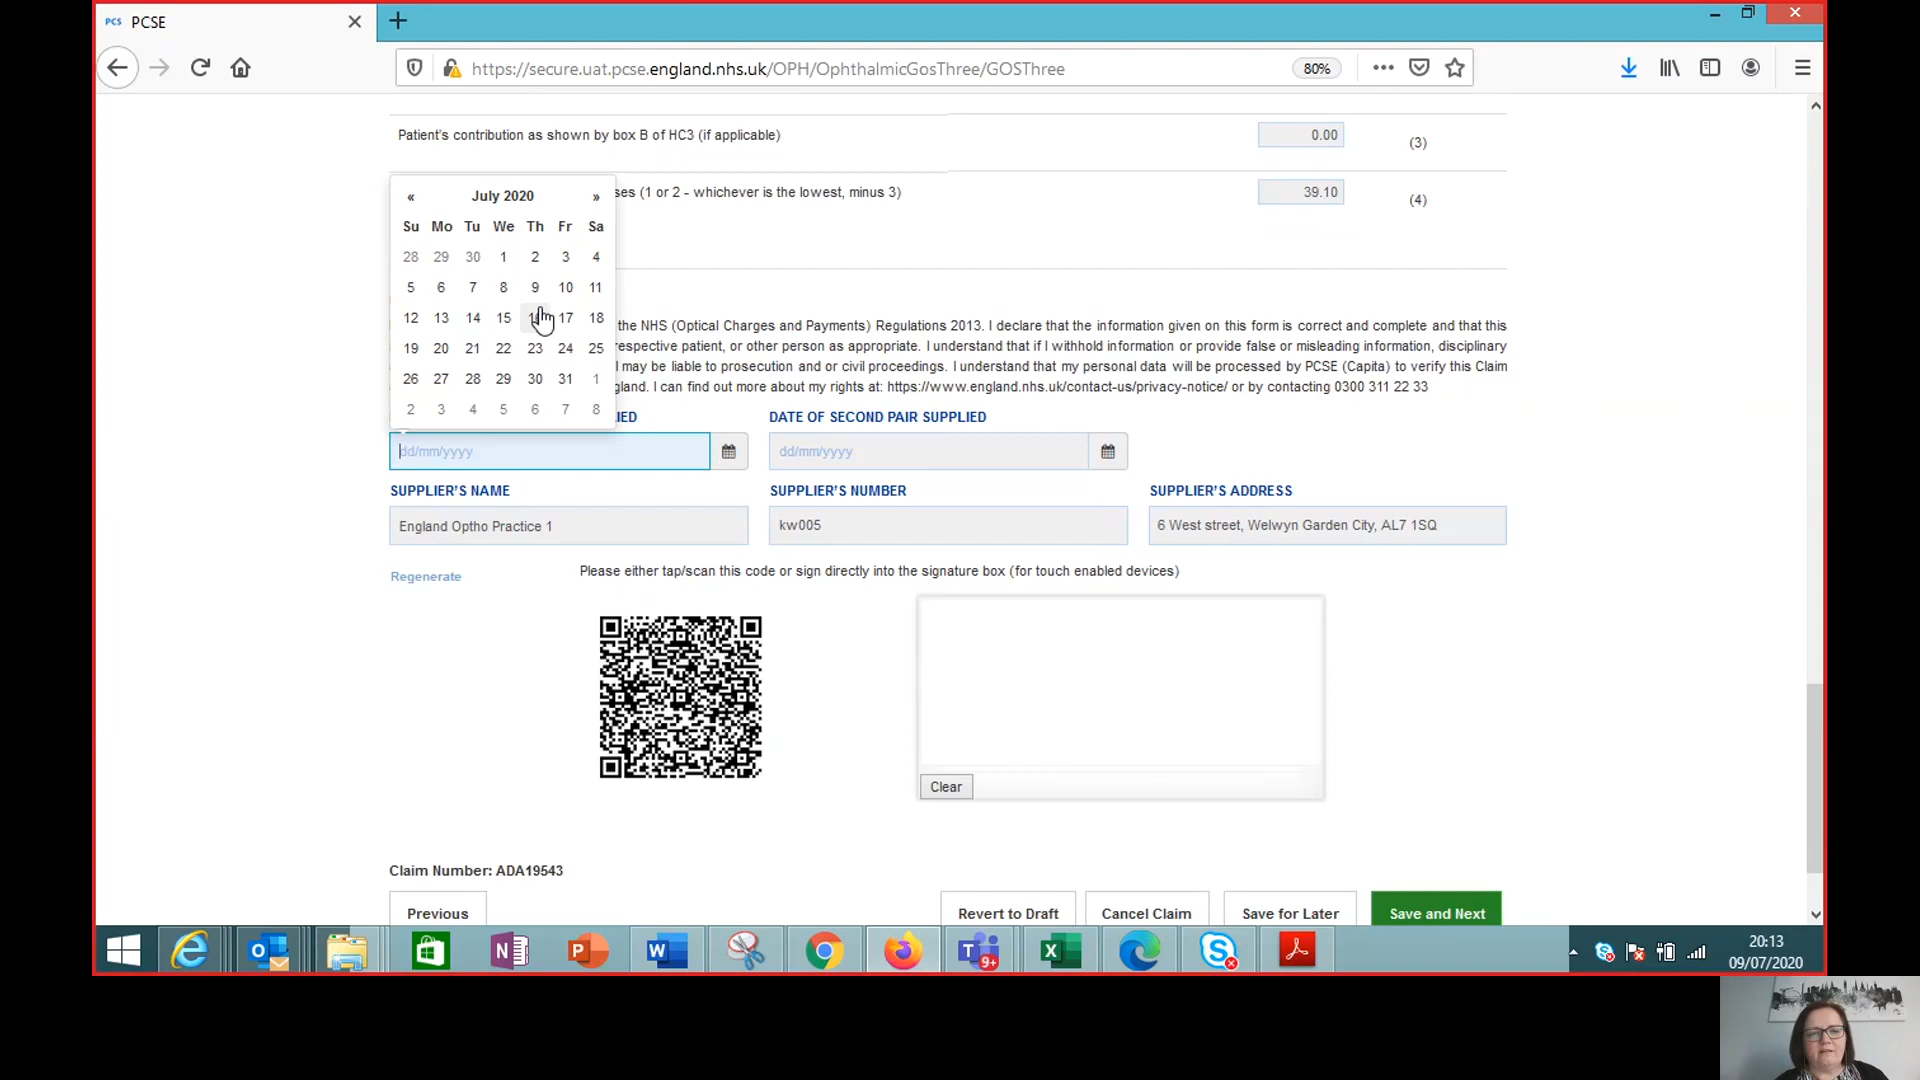 PCS PCSE
https://secure.uat.pcse.england.nhs.uk/OPH/OphthalmicGosThree/GOSThree
80%
Patient's contribution as shown by box B of HC3 (if applicable)
0.00
(3)
ses (1 or 2 - whichever is the lowest, minus 3)
39.10
(4)
« July 2020 »
Su Mo Tu We Th Fr Sa
28 29 30 1 2 3 4
5 6 7 8 9 10 11
12 13 14 15 16 17 18
19 20 21 22 23 24 25
26 27 28 29 30 31 1
2 3 4 5 6 7 8
the NHS (Optical Charges and Payments) Regulations 2013. I declare that the information given on this form is correct and complete and that this
respective patient, or other person as appropriate. I understand that if I withhold information or provide false or misleading information, disciplinary
I may be liable to prosecution and or civil proceedings. I understand that my personal data will be processed by PCSE (Capita) to verify this Claim
gland. I can find out more about my rights at: https://www.england.nhs.uk/contact-us/privacy-notice/ or by contacting 0300 311 22 33
IED
DATE OF SECOND PAIR SUPPLIED
dd/mm/yyyy
dd/mm/yyyy
SUPPLIER'S NAME
SUPPLIER'S NUMBER
SUPPLIER'S ADDRESS
England Optho Practice 1
kw005
6 West street, Welwyn Garden City, AL7 1SQ
Regenerate
Please either tap/scan this code or sign directly into the signature box (for touch enabled devices)
Clear
Claim Number: ADA19543
Previous
Revert to Draft
Cancel Claim
Save for Later
Save and Next
9+
20:13
09/07/2020